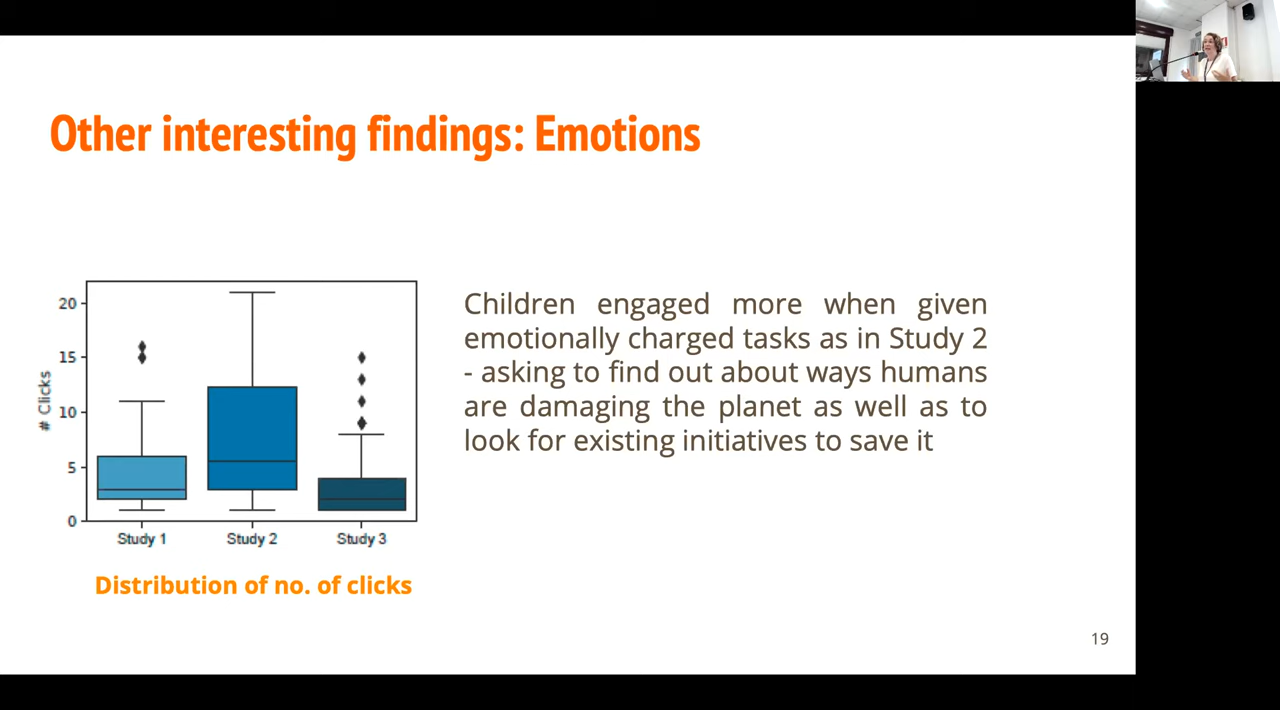 Other interesting findings: Emotions
20
15
10
5
0
# Clicks
Study 1
Study 2
Study 3
Distribution of no. of clicks
Children engaged more when given
emotionally charged tasks as in Study 2
- asking to find out about ways humans
are damaging the planet as well as to
look for existing initiatives to save it
19